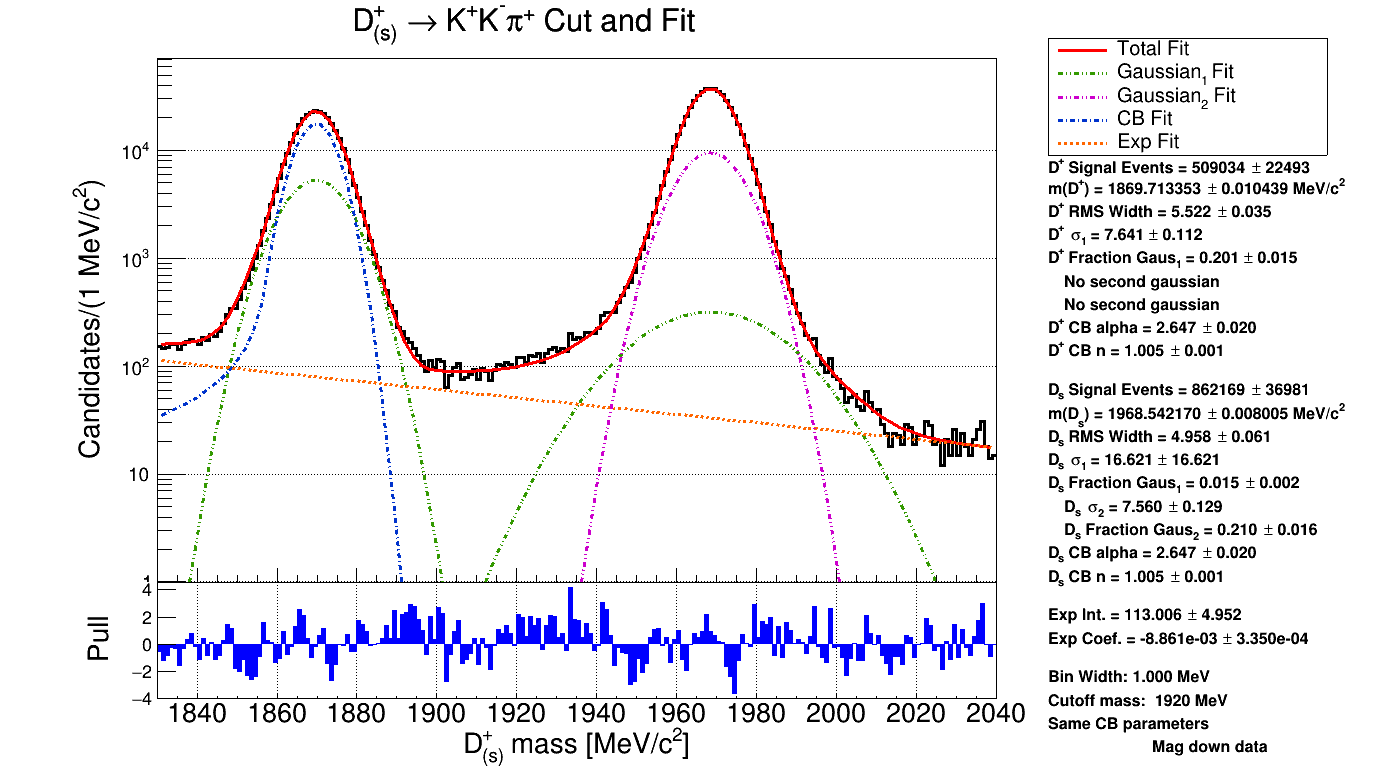 D⁺₍s₎ → K⁺K⁻π⁺ Cut and Fit
Candidates/(1 MeV/c²)
10⁴
10³
10²
10
1
Pull
4
2
0
−2
−4
1840 1860 1880 1900 1920 1940 1960 1980 2000 2020 2040
D⁺₍s₎ mass [MeV/c²]
Total Fit
Gaussian₁ Fit
Gaussian₂ Fit
CB Fit
Exp Fit
D⁺ Signal Events = 509034 ± 22493
m(D⁺) = 1869.713353 ± 0.010439 MeV/c²
D⁺ RMS Width = 5.522 ± 0.035
D⁺ σ₁ = 7.641 ± 0.112
D⁺ Fraction Gaus₁ = 0.201 ± 0.015
No second gaussian
No second gaussian
D⁺ CB alpha = 2.647 ± 0.020
D⁺ CB n = 1.005 ± 0.001
Dₛ Signal Events = 862169 ± 36981
m(Dₛ) = 1968.542170 ± 0.008005 MeV/c²
Dₛ RMS Width = 4.958 ± 0.061
Dₛ σ₁ = 16.621 ± 16.621
Dₛ Fraction Gaus₁ = 0.015 ± 0.002
Dₛ σ₂ = 7.560 ± 0.129
Dₛ Fraction Gaus₂ = 0.210 ± 0.016
Dₛ CB alpha = 2.647 ± 0.020
Dₛ CB n = 1.005 ± 0.001
Exp Int. = 113.006 ± 4.952
Exp Coef. = -8.861e-03 ± 3.350e-04
Bin Width: 1.000 MeV
Cutoff mass: 1920 MeV
Same CB parameters
Mag down data